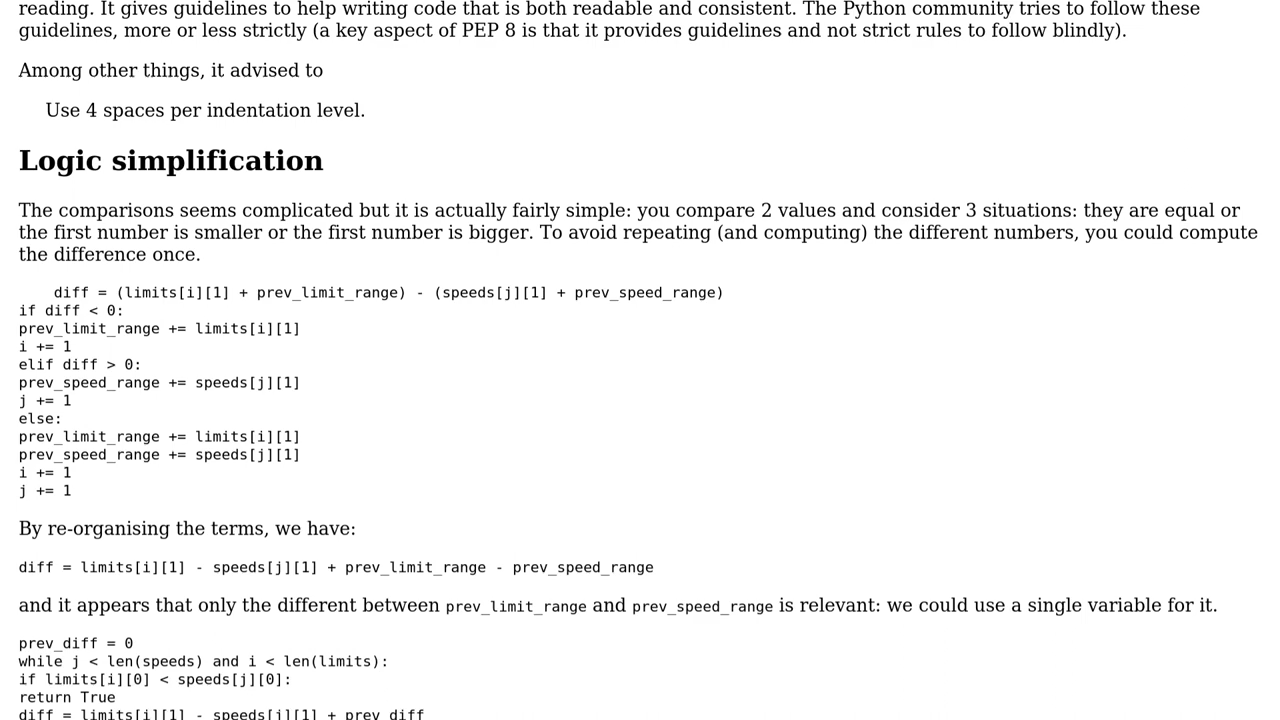 reading. It gives guidelines to help writing code that is both readable and consistent. The Python community tries to follow these
guidelines, more or less strictly (a key aspect of PEP 8 is that it provides guidelines and not strict rules to follow blindly).
Among other things, it advised to
Use 4 spaces per indentation level.
Logic simplification
The comparisons seems complicated but it is actually fairly simple: you compare 2 values and consider 3 situations: they are equal or
the first number is smaller or the first number is bigger. To avoid repeating (and computing) the different numbers, you could compute
the difference once.
    diff = (limits[i][1] + prev_limit_range) - (speeds[j][1] + prev_speed_range)
if diff < 0:
prev_limit_range += limits[i][1]
i += 1
elif diff > 0:
prev_speed_range += speeds[j][1]
j += 1
else:
prev_limit_range += limits[i][1]
prev_speed_range += speeds[j][1]
i += 1
j += 1
By re-organising the terms, we have:
diff = limits[i][1] - speeds[j][1] + prev_limit_range - prev_speed_range
and it appears that only the different between prev_limit_range and prev_speed_range is relevant: we could use a single variable for it.
prev_diff = 0
while j < len(speeds) and i < len(limits):
if limits[i][0] < speeds[j][0]:
return True
diff = limits[i][1] - speeds[j][1] + prev_diff